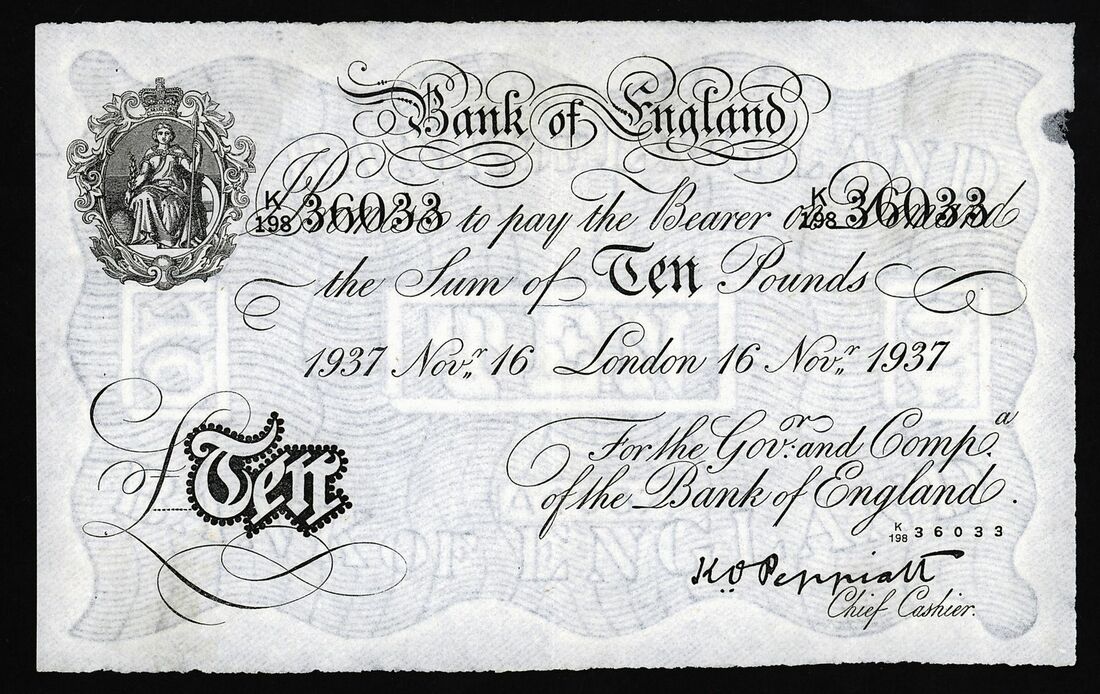 Bank of England
K
198 36033 K
198 36033
I Promise to pay the Bearer on Demand
the Sum of Ten Pounds
1937 Novr 16 London 16 Novr 1937
For the Govr and Compa
of the Bank of England.
K
198 36033
£Ten
K O Peppiatt
Chief Cashier.